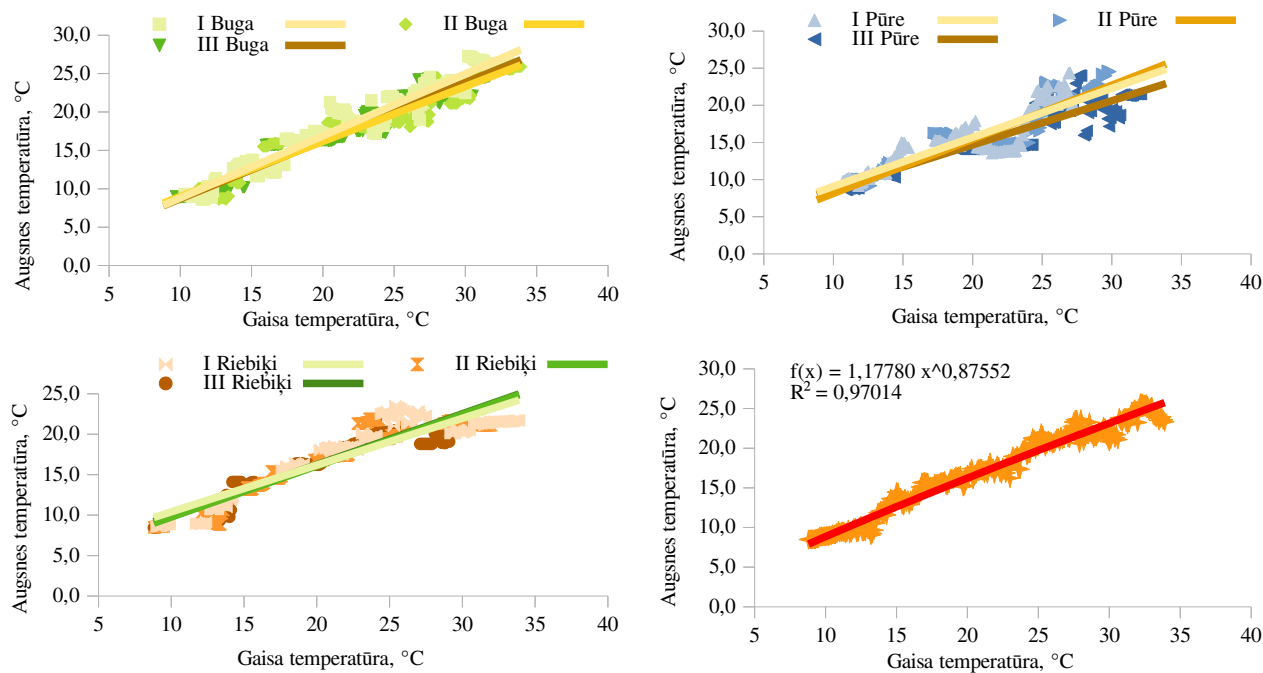 I Buga II Buga
III Buga
30,0
25,0
20,0
15,0
10,0
5,0
0,0
Augsnes temperatūra, °C
5 10 15 20 25 30 35 40
Gaisa temperatūra, °C
I Pūre II Pūre
III Pūre
30,0
25,0
20,0
15,0
10,0
5,0
0,0
Augsnes temperatūra, °C
5 10 15 20 25 30 35 40
Gaisa temperatūra, °C
I Riebiķi II Riebiķi
III Riebiķi
25,0
20,0
15,0
10,0
5,0
0,0
Augsnes temperatūra, °C
5 10 15 20 25 30 35 40
Gaisa temperatūra, °C
f(x) = 1,17780 x^0,87552
R² = 0,97014
30,0
25,0
20,0
15,0
10,0
5,0
0,0
Augsnes temperatūra, °C
5 10 15 20 25 30 35 40
Gaisa temperatūra, °C